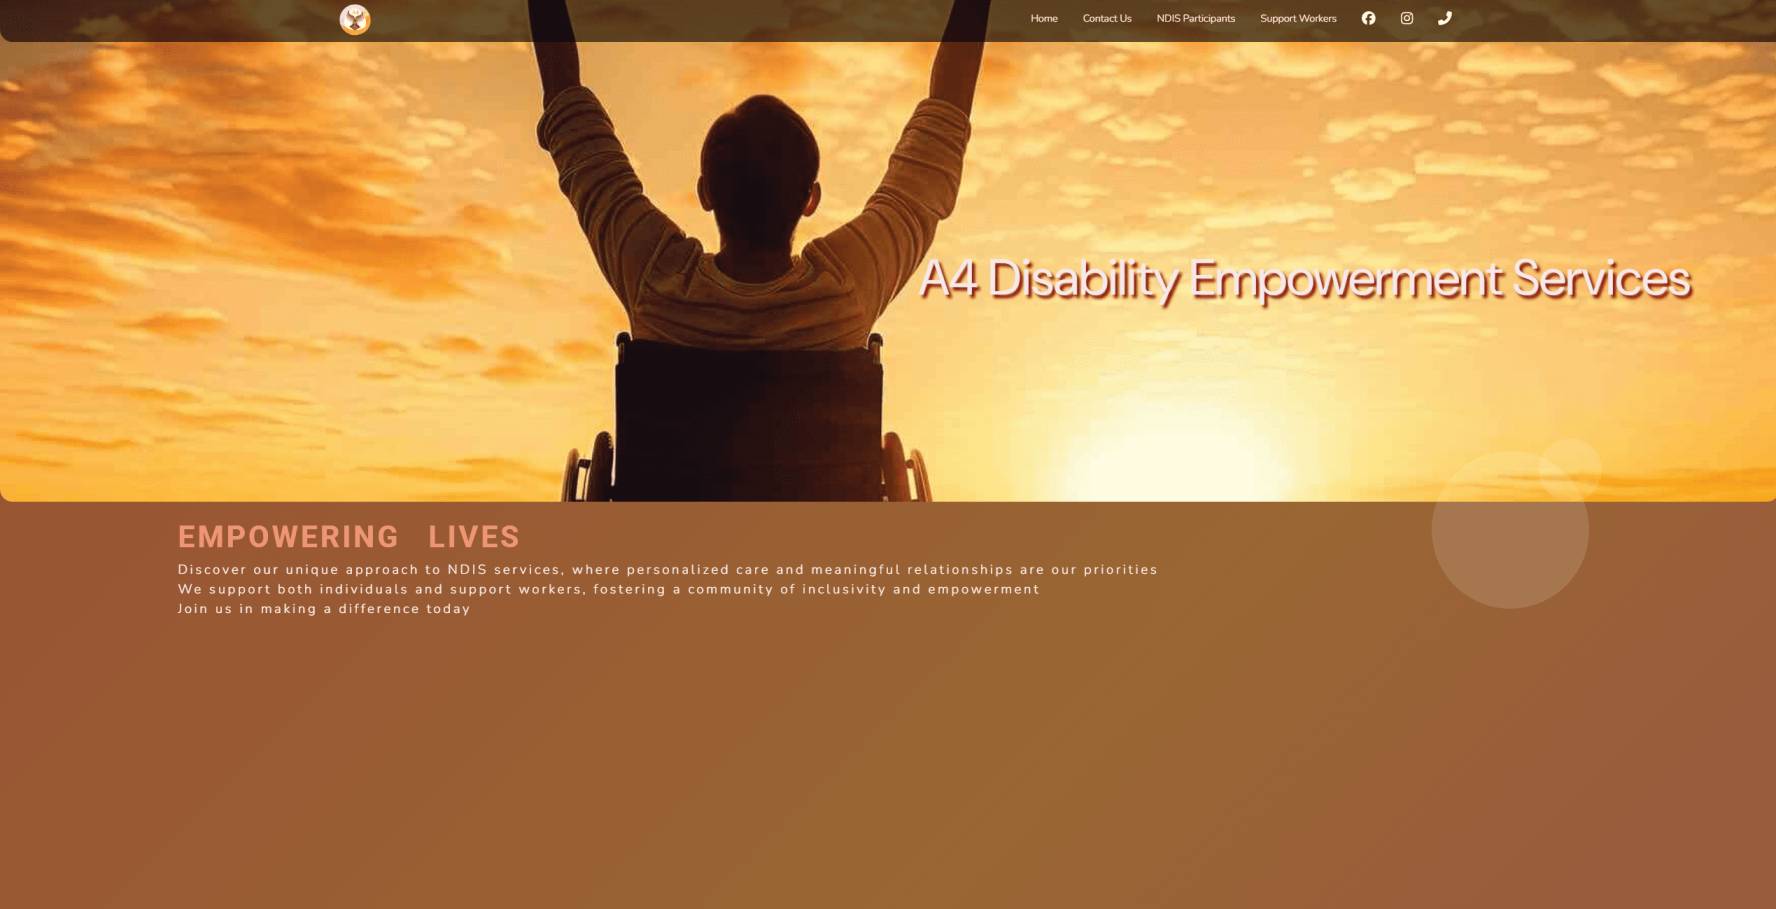 Home Contact Us NDIS Participants Support Workers
A4 Disability Empowerment Services
EMPOWERING LIVES
Discover our unique approach to NDIS services, where personalized care and meaningful relationships are our priorities
We support both individuals and support workers, fostering a community of inclusivity and empowerment
Join us in making a difference today